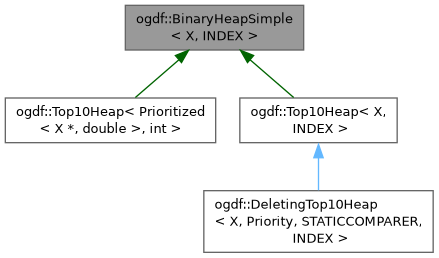 ogdf::BinaryHeapSimple
< X, INDEX >
ogdf::Top10Heap< Prioritized
< X *, double >, int >
ogdf::Top10Heap< X,
INDEX >
ogdf::DeletingTop10Heap
< X, Priority, STATICCOMPARER,
INDEX >